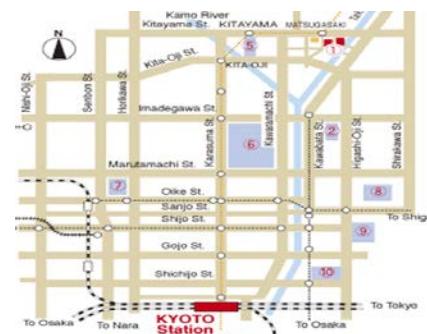 Kamo River
Kitayama St. KITAYAMA MATSUGASAKI
N
⑤
①
Kita-Oji St.
KITA-OJI
Nishi-Oji St.
Senbon St.
Horikawa St.
Imadegawa St.
Karasuma St.
Kawaramachi St.
Kawabata St.
Higashi-Oji St.
Shirakawa St.
②
⑥
Marutamachi St.
⑦
Oike St.
⑧
Sanjo St.
Shijo St.
To Shig
⑨
Gojo St.
Shichijo St.
⑩
To Tokyo
To Osaka
To Nara
KYOTO
Station
To Osaka